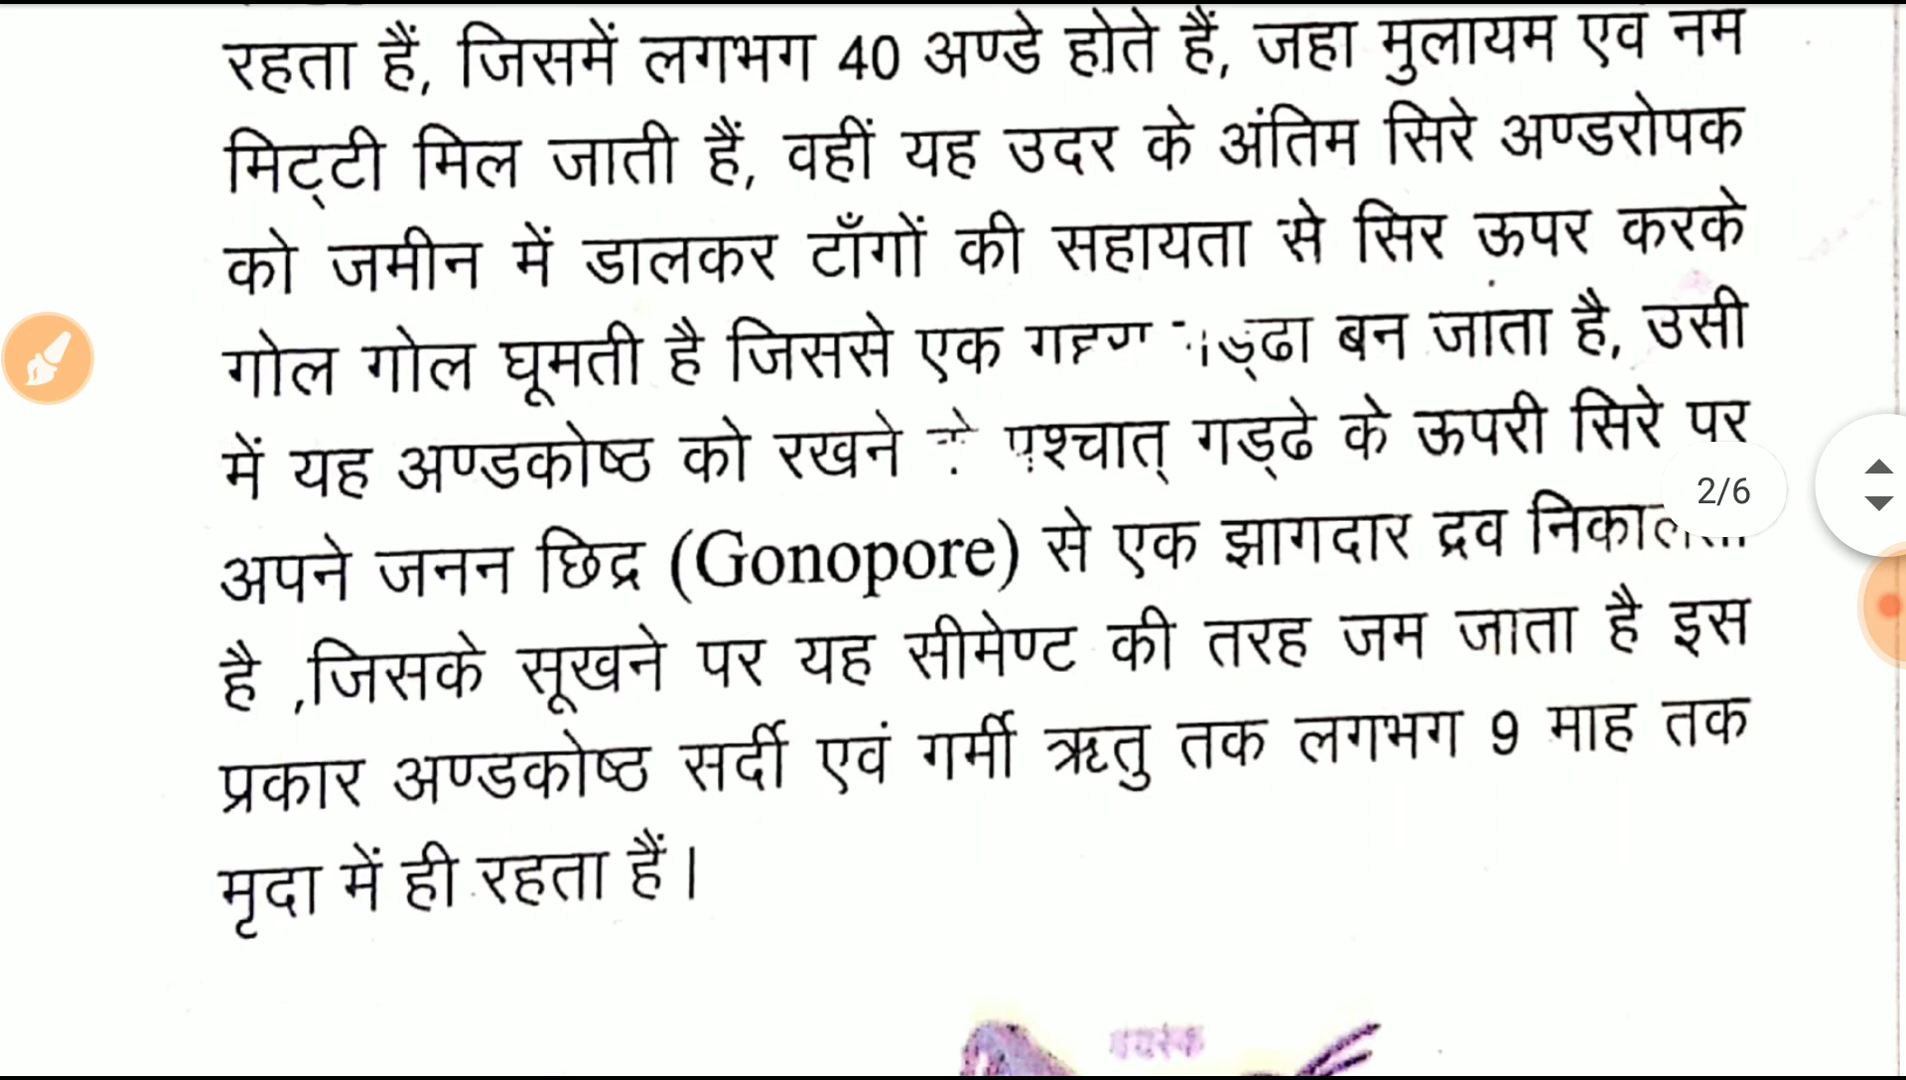 रहता हैं, जिसमें लगभग 40 अण्डे होते हैं, जहा मुलायम एवं नम
मिट्टी मिल जाती हैं, वहीं यह उदर के अंतिम सिरे अण्डरोपक
को जमीन में डालकर टाँगों की सहायता से सिर ऊपर करके
गोल गोल घूमती है जिससे एक बन जाता है, उसी
में यह अण्डकोष्ठ को रखने पश्चात् गड्ढे के ऊपरी सिरे पर
2/6
अपने जनन छिद्र (Gonopore) से एक झागदार द्रव
है ,जिसके सूखने पर यह सीमेण्ट की तरह जम जाता है इस
प्रकार अण्डकोष्ठ सर्दी एवं गर्मी ऋतु तक लगभग 9 माह तक
मृदा में ही रहता हैं।